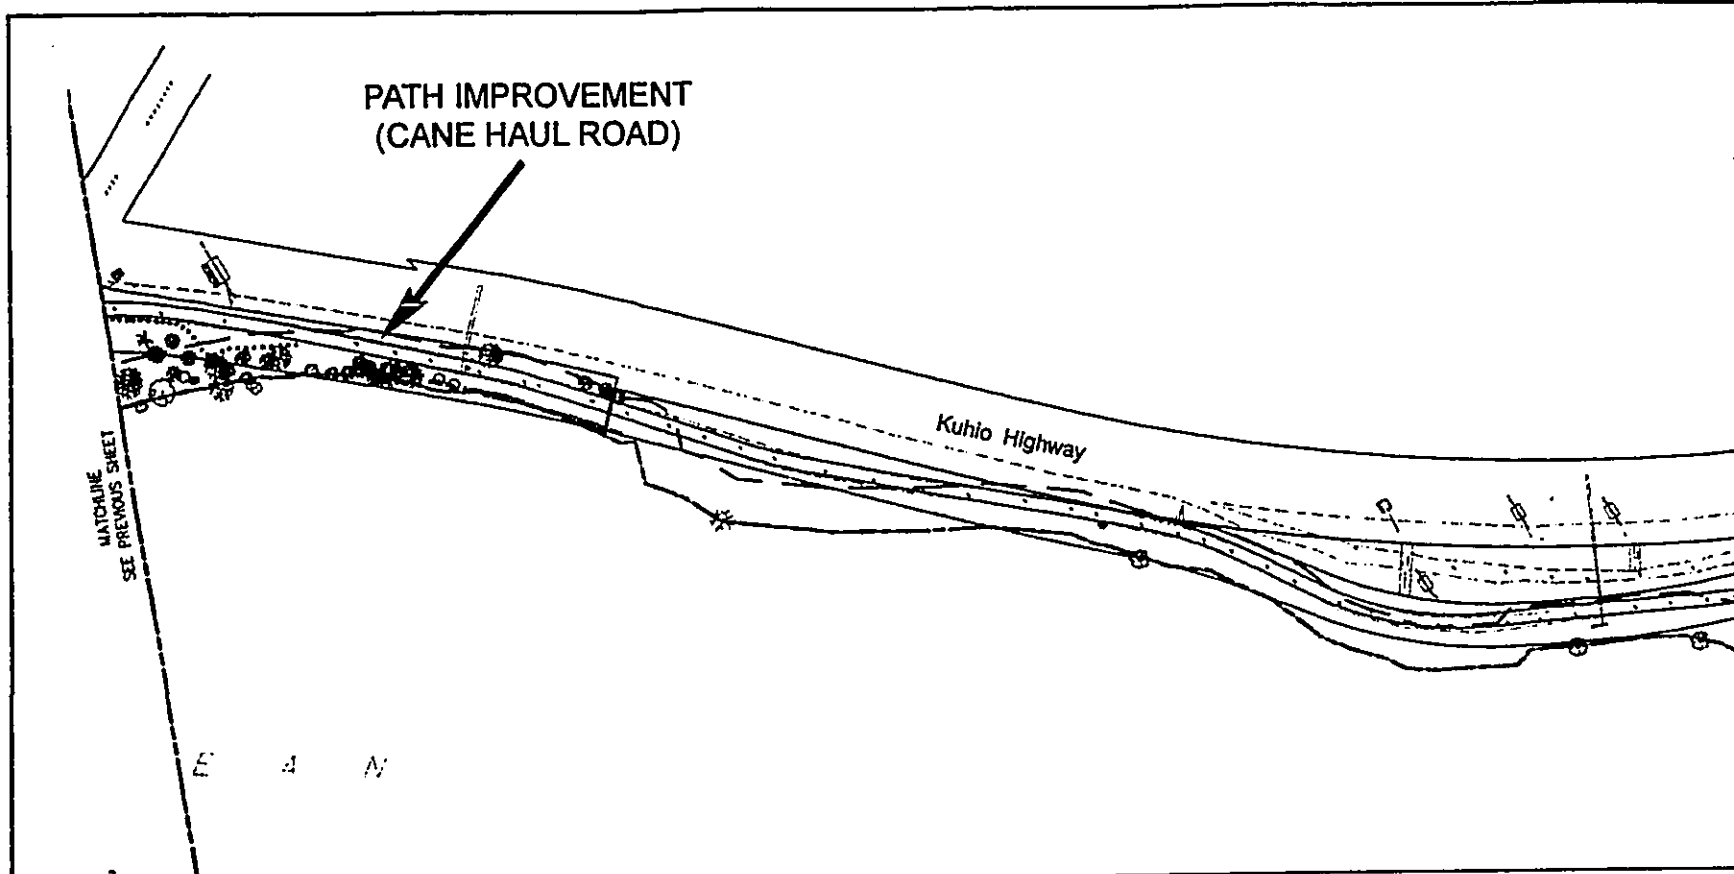 PATH IMPROVEMENT
(CANE HAUL ROAD)
Kuhio Highway
MATCHLINE
SEE PREVIOUS SHEET
E A N